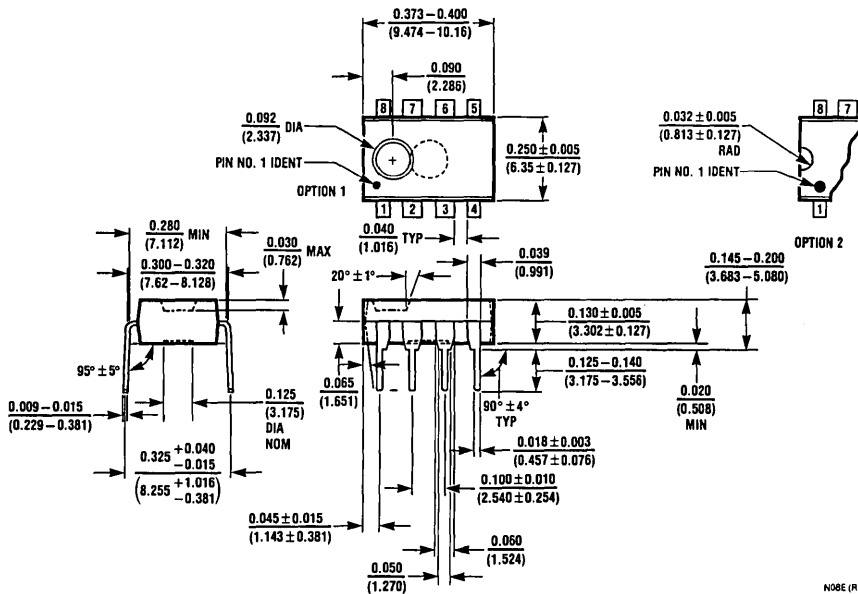 0.373–0.400
(9.474–10.16)
0.090
(2.286)
8 7 6 5
0.092
(2.337) DIA
PIN NO. 1 IDENT
OPTION 1
+
0.250 ± 0.005
(6.35 ± 0.127)
1 2 3 4
8 7
0.032 ± 0.005
(0.813 ± 0.127)
RAD
PIN NO. 1 IDENT
1
OPTION 2
0.280
(7.112) MIN
0.300–0.320
(7.62–8.128)
0.030
(0.762) MAX
0.040
(1.016) TYP
0.039
(0.991)
20° ± 1°
0.145–0.200
(3.683–5.080)
0.130 ± 0.005
(3.302 ± 0.127)
0.125–0.140
(3.175–3.556)
0.020
(0.508)
MIN
95° ± 5°
0.009–0.015
(0.229–0.381)
0.125
(3.175)
DIA
NOM
0.065
(1.651)
90° ± 4°
TYP
0.018 ± 0.003
(0.457 ± 0.076)
0.325 +0.040
−0.015
(8.255 +1.016
−0.381)
0.100 ± 0.010
(2.540 ± 0.254)
0.045 ± 0.015
(1.143 ± 0.381)
0.060
(1.524)
0.050
(1.270)
N08E (R